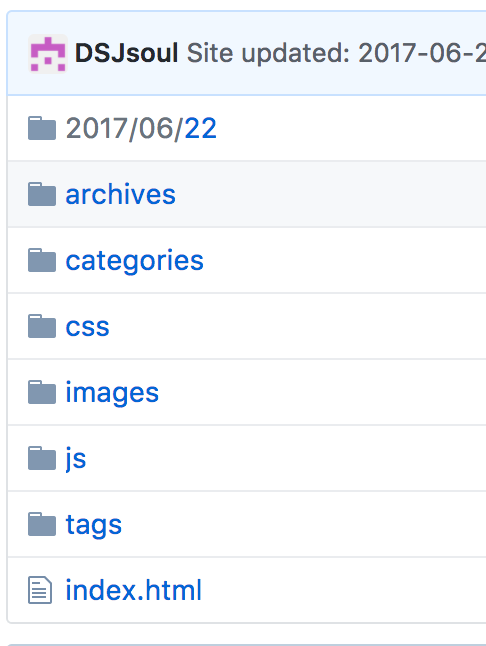 DSJsoul Site updated: 2017-06-2
2017/06/22
archives
categories
css
images
js
tags
index.html